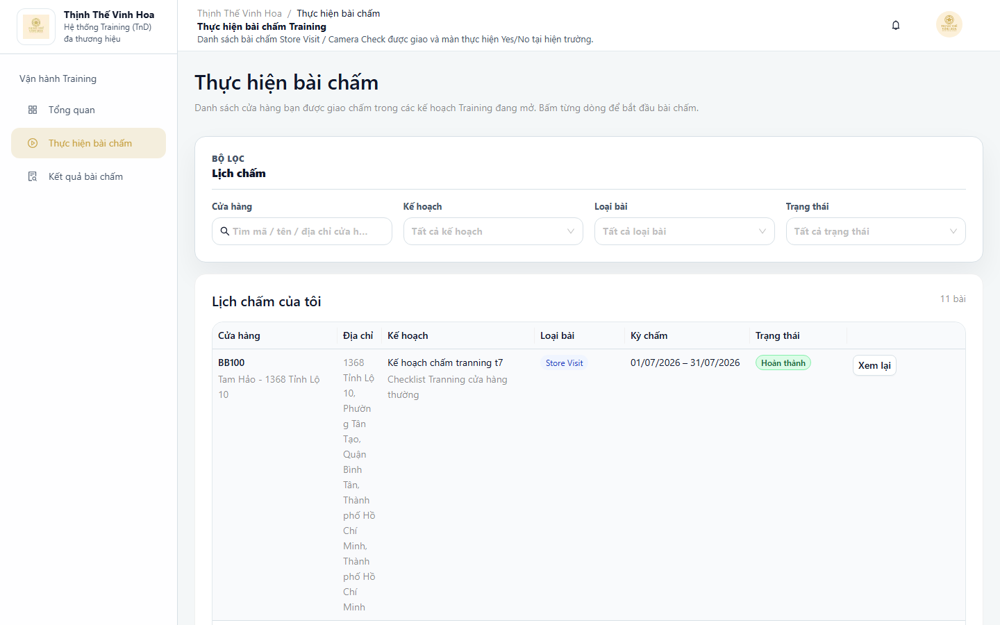 Thịnh Thế Vinh Hoa
Hệ thống Training (TnD)
đa thương hiệu
Thịnh Thế Vinh Hoa / Thực hiện bài chấm
Thực hiện bài chấm Training
Danh sách bài chấm Store Visit / Camera Check được giao và màn thực hiện Yes/No tại hiện trường.
Vận hành Training
Tổng quan
Thực hiện bài chấm
Kết quả bài chấm
Thực hiện bài chấm
Danh sách cửa hàng bạn được giao chấm trong các kế hoạch Training đang mở. Bấm từng dòng để bắt đầu bài chấm.
BỘ LỌC
Lịch chấm
Cửa hàng
Kế hoạch
Loại bài
Trạng thái
Tìm mã / tên / địa chỉ cửa h...
Tất cả kế hoạch
Tất cả loại bài
Tất cả trạng thái
Lịch chấm của tôi
11 bài
Cửa hàng
Địa chỉ
Kế hoạch
Loại bài
Kỳ chấm
Trạng thái
BB100
Tam Hảo - 1368 Tỉnh Lộ
10
1368
Tỉnh Lộ
10,
Phườn
g Tân
Tạo,
Quận
Bình
Tân,
Thành
phố Hồ
Chí
Minh,
Thành
phố Hồ
Chí
Minh
Kế hoạch chấm tranning t7
Checklist Tranning cửa hàng
thường
Store Visit
01/07/2026 – 31/07/2026
Hoàn thành
Xem lại